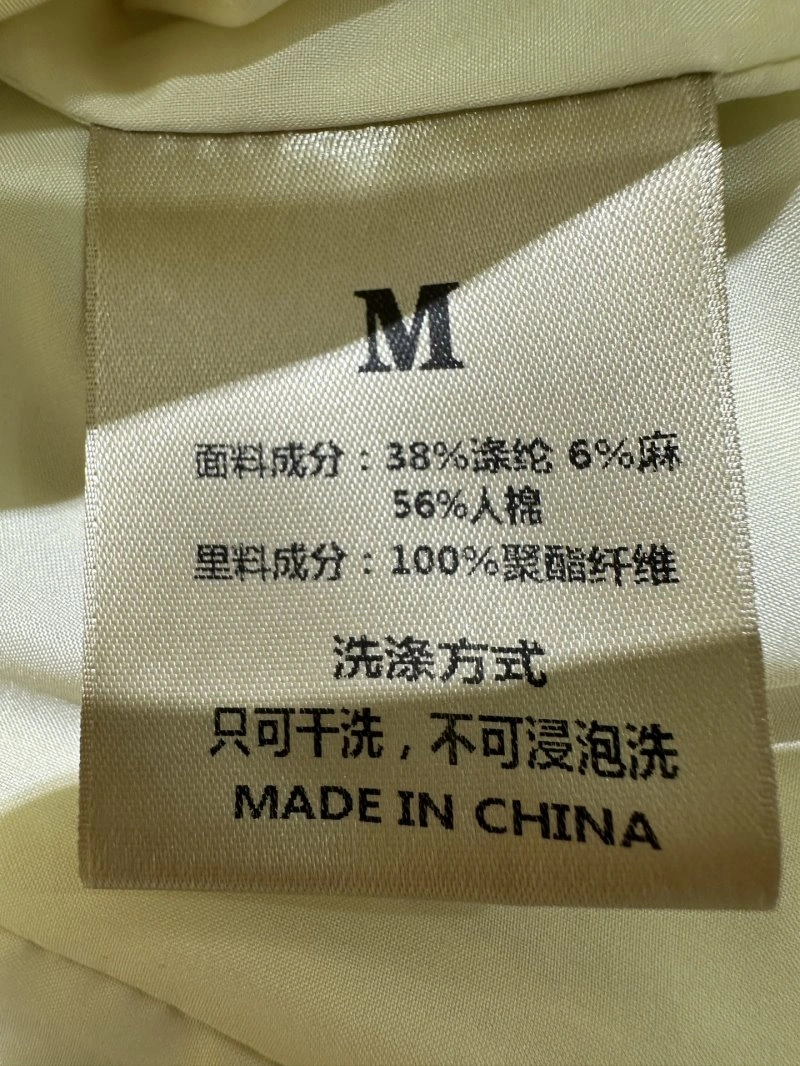 M
面料成分：38%涤纶 6%麻
56%人棉
里料成分：100%聚酯纤维
洗涤方式
只可干洗，不可浸泡洗
MADE IN CHINA